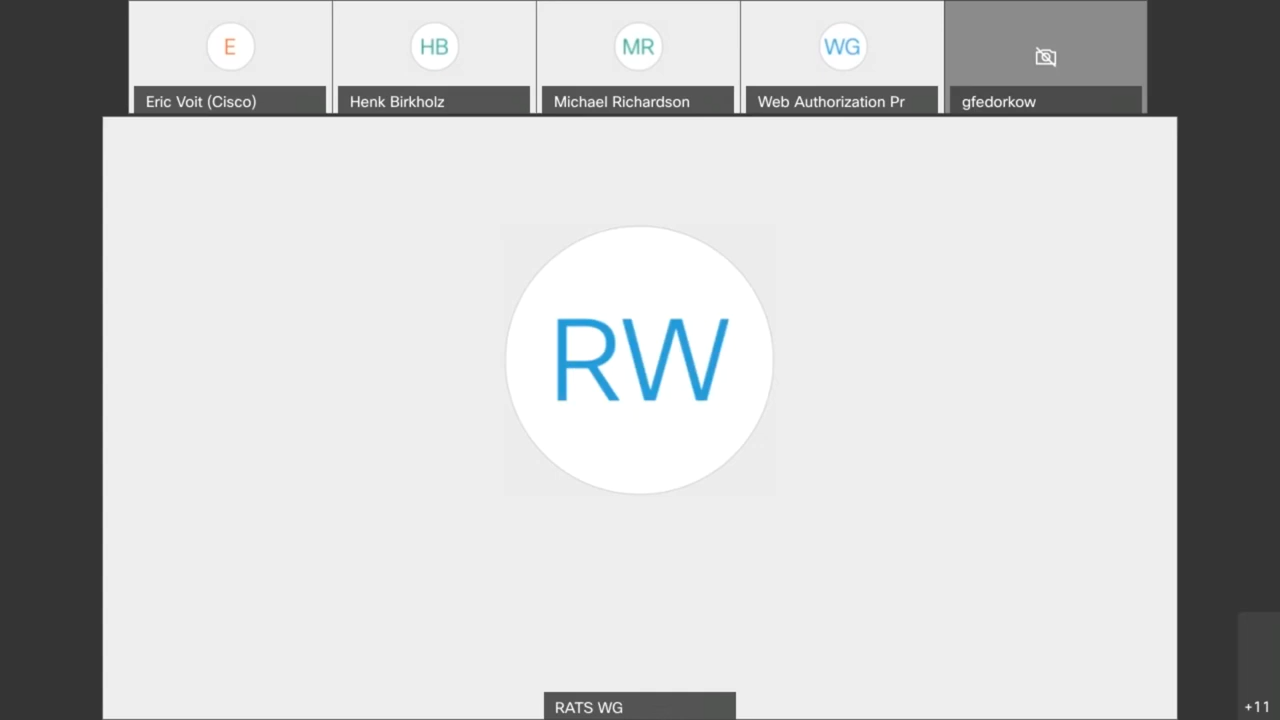 E
HB
MR
WG
Eric Voit (Cisco)
Henk Birkholz
Michael Richardson
Web Authorization Pr
gfedorkow
RW
RATS WG
+11